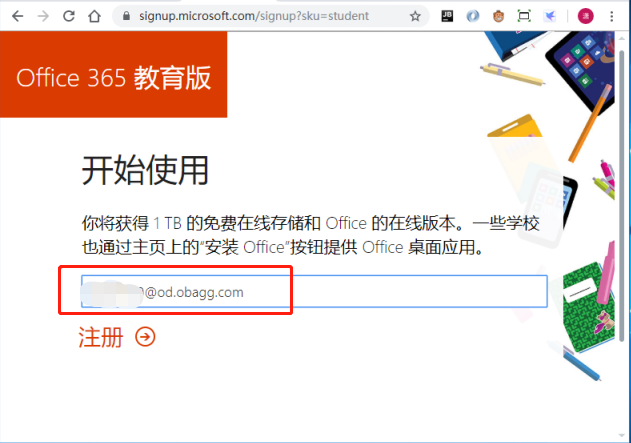 signup.microsoft.com/signup?sku=student
Office 365 教育版
开始使用
你将获得 1 TB 的免费在线存储和 Office 的在线版本。一些学校
也通过主页上的“安装 Office”按钮提供 Office 桌面应用。
@od.obagg.com
注册